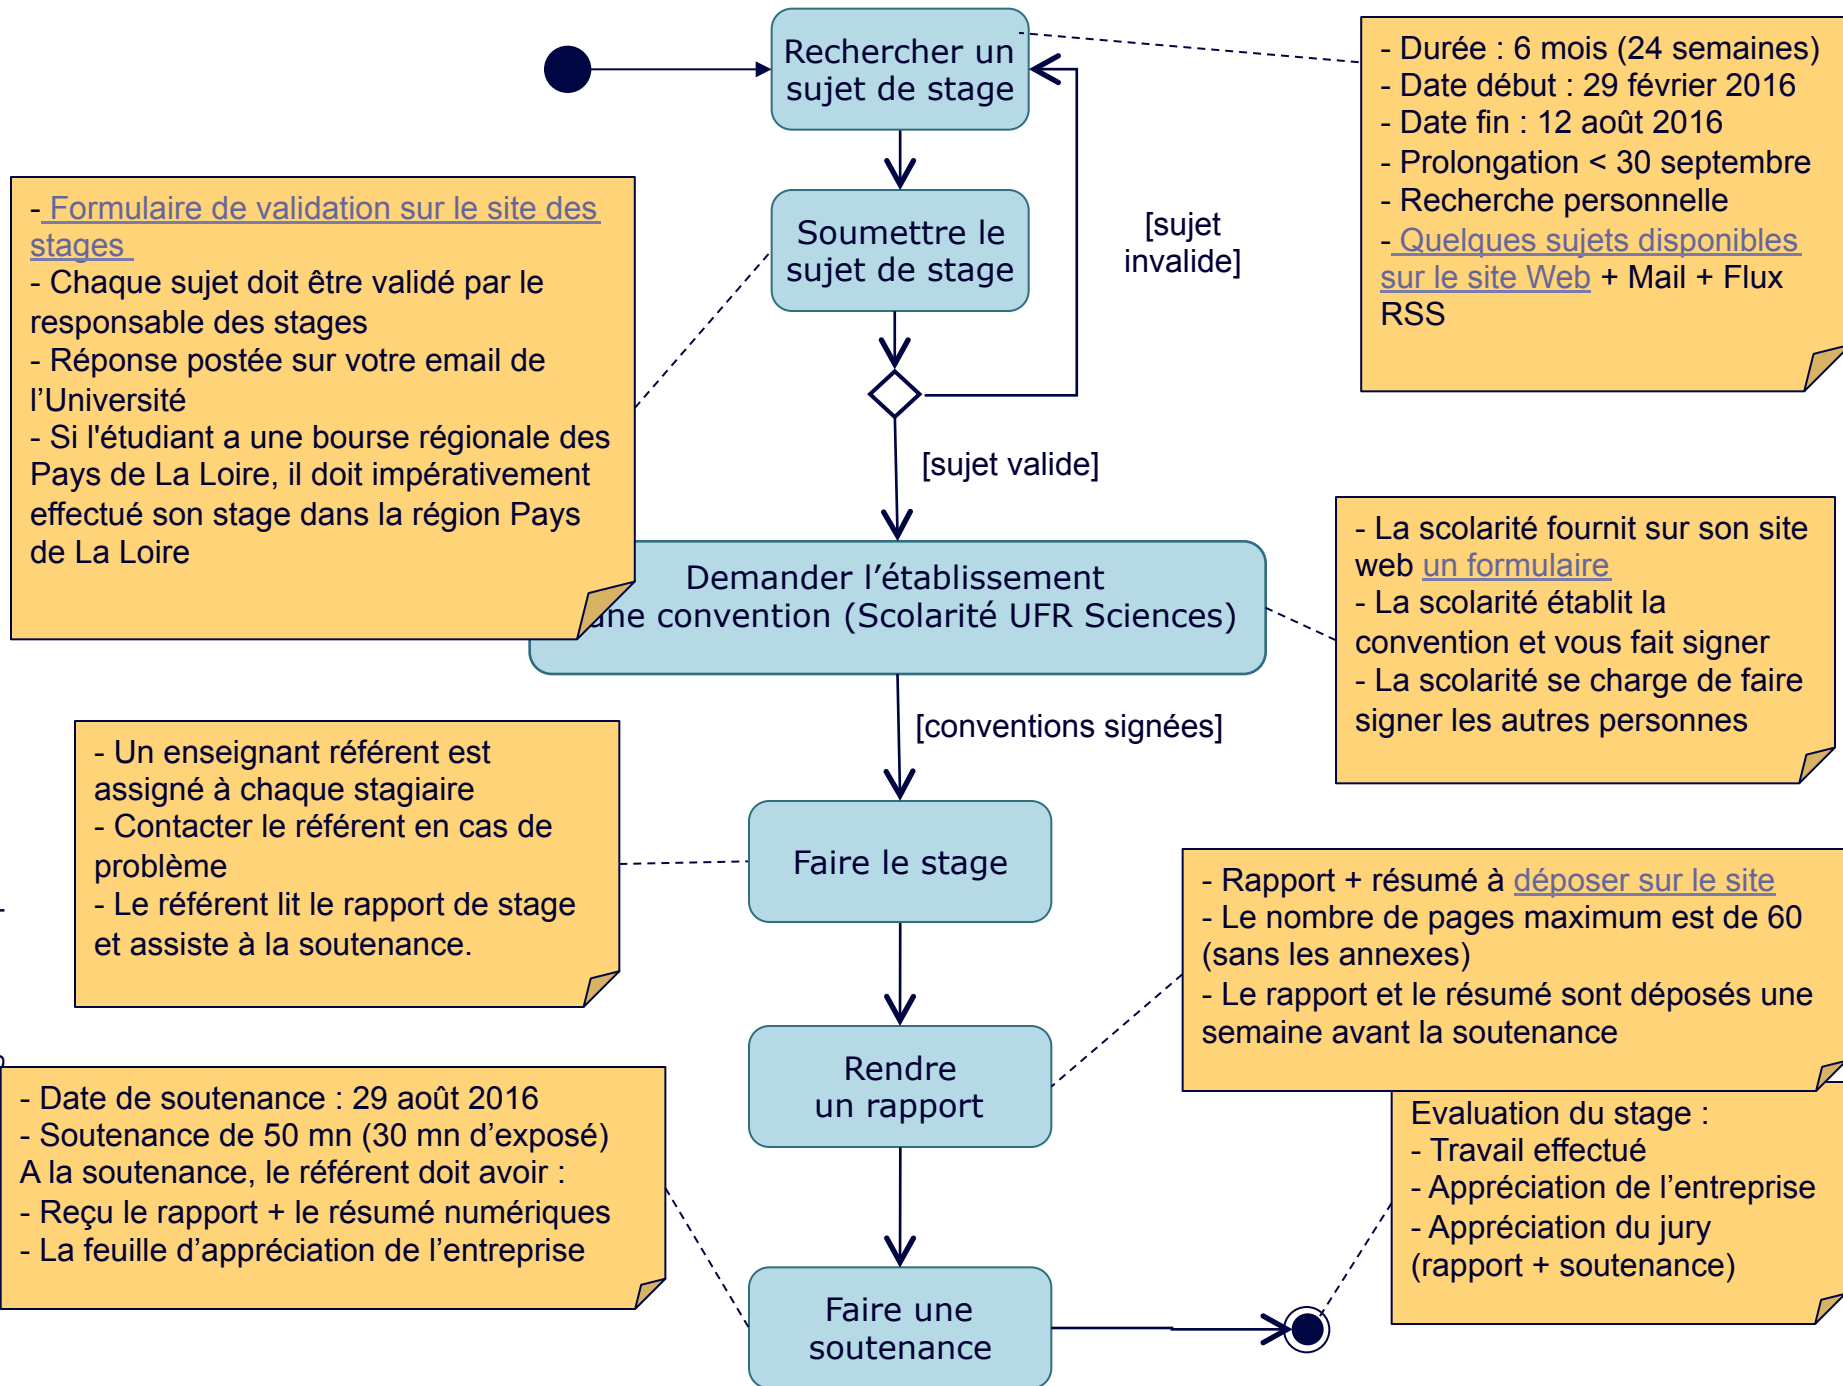 Rechercher un
sujet de stage
- Durée : 6 mois (24 semaines)
- Date début : 29 février 2016
- Date fin : 12 août 2016
- Prolongation < 30 septembre
- Recherche personnelle
- Quelques sujets disponibles
sur le site Web + Mail + Flux
RSS
- Formulaire de validation sur le site des
stages
- Chaque sujet doit être validé par le
responsable des stages
- Réponse postée sur votre email de
l’Université
- Si l'étudiant a une bourse régionale des
Pays de La Loire, il doit impérativement
effectué son stage dans la région Pays
de La Loire
Soumettre le
sujet de stage
[sujet
invalide]
[sujet valide]
Demander l’établissement
une convention (Scolarité UFR Sciences)
- La scolarité fournit sur son site
web un formulaire
- La scolarité établit la
convention et vous fait signer
- La scolarité se charge de faire
signer les autres personnes
[conventions signées]
- Un enseignant référent est
assigné à chaque stagiaire
- Contacter le référent en cas de
problème
- Le référent lit le rapport de stage
et assiste à la soutenance.
Faire le stage
- Rapport + résumé à déposer sur le site
- Le nombre de pages maximum est de 60
(sans les annexes)
- Le rapport et le résumé sont déposés une
semaine avant la soutenance
Rendre
un rapport
- Date de soutenance : 29 août 2016
- Soutenance de 50 mn (30 mn d’exposé)
A la soutenance, le référent doit avoir :
- Reçu le rapport + le résumé numériques
- La feuille d’appréciation de l’entreprise
Evaluation du stage :
- Travail effectué
- Appréciation de l’entreprise
- Appréciation du jury
(rapport + soutenance)
Faire une
soutenance